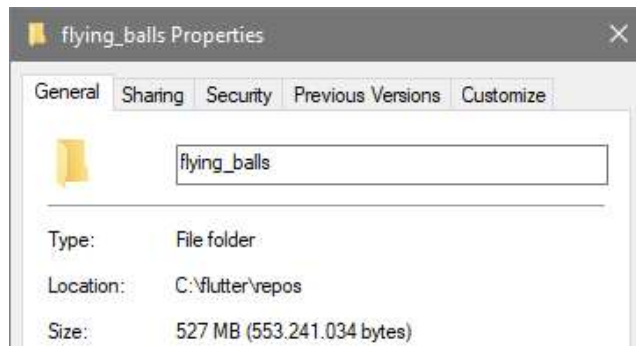 flying_balls Properties
General Sharing Security Previous Versions Customize
flying_balls
Type: File folder
Location: C:\flutter\repos
Size: 527 MB (553.241.034 bytes)